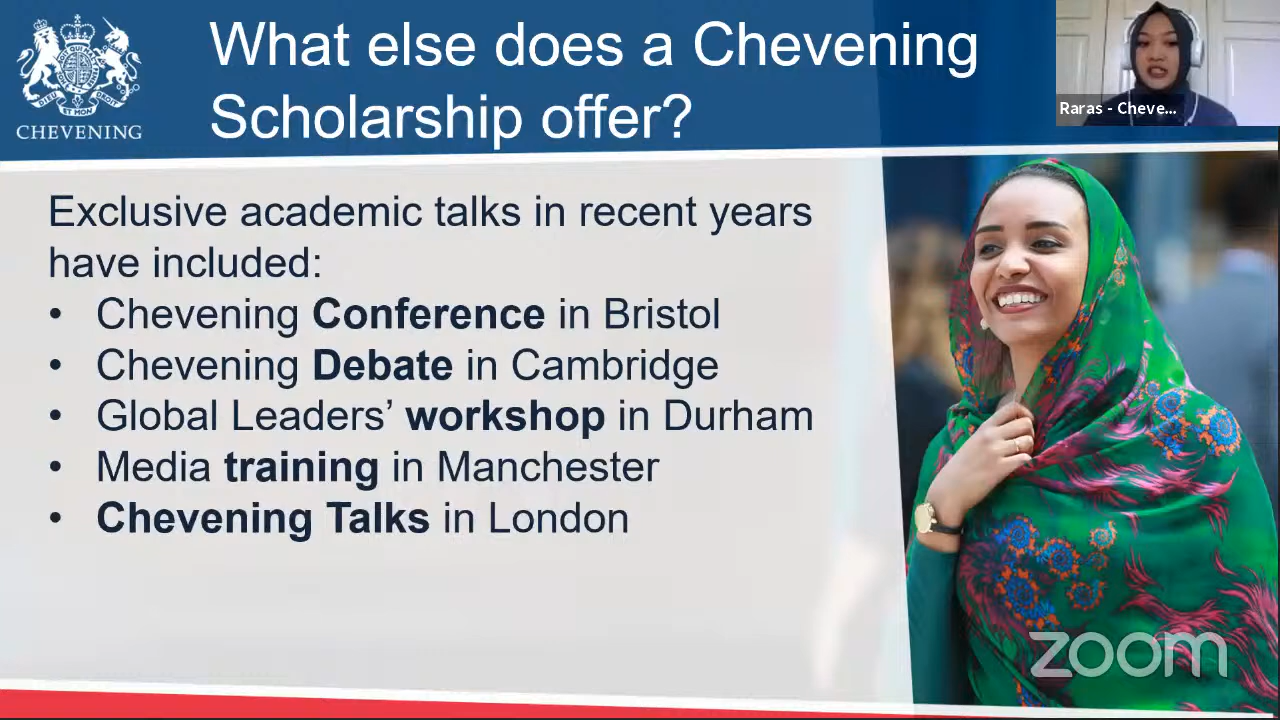 What else does a Chevening
Scholarship offer?
CHEVENING
Raras - Cheve...
Exclusive academic talks in recent years
have included:
• Chevening Conference in Bristol
• Chevening Debate in Cambridge
• Global Leaders’ workshop in Durham
• Media training in Manchester
• Chevening Talks in London
zoom